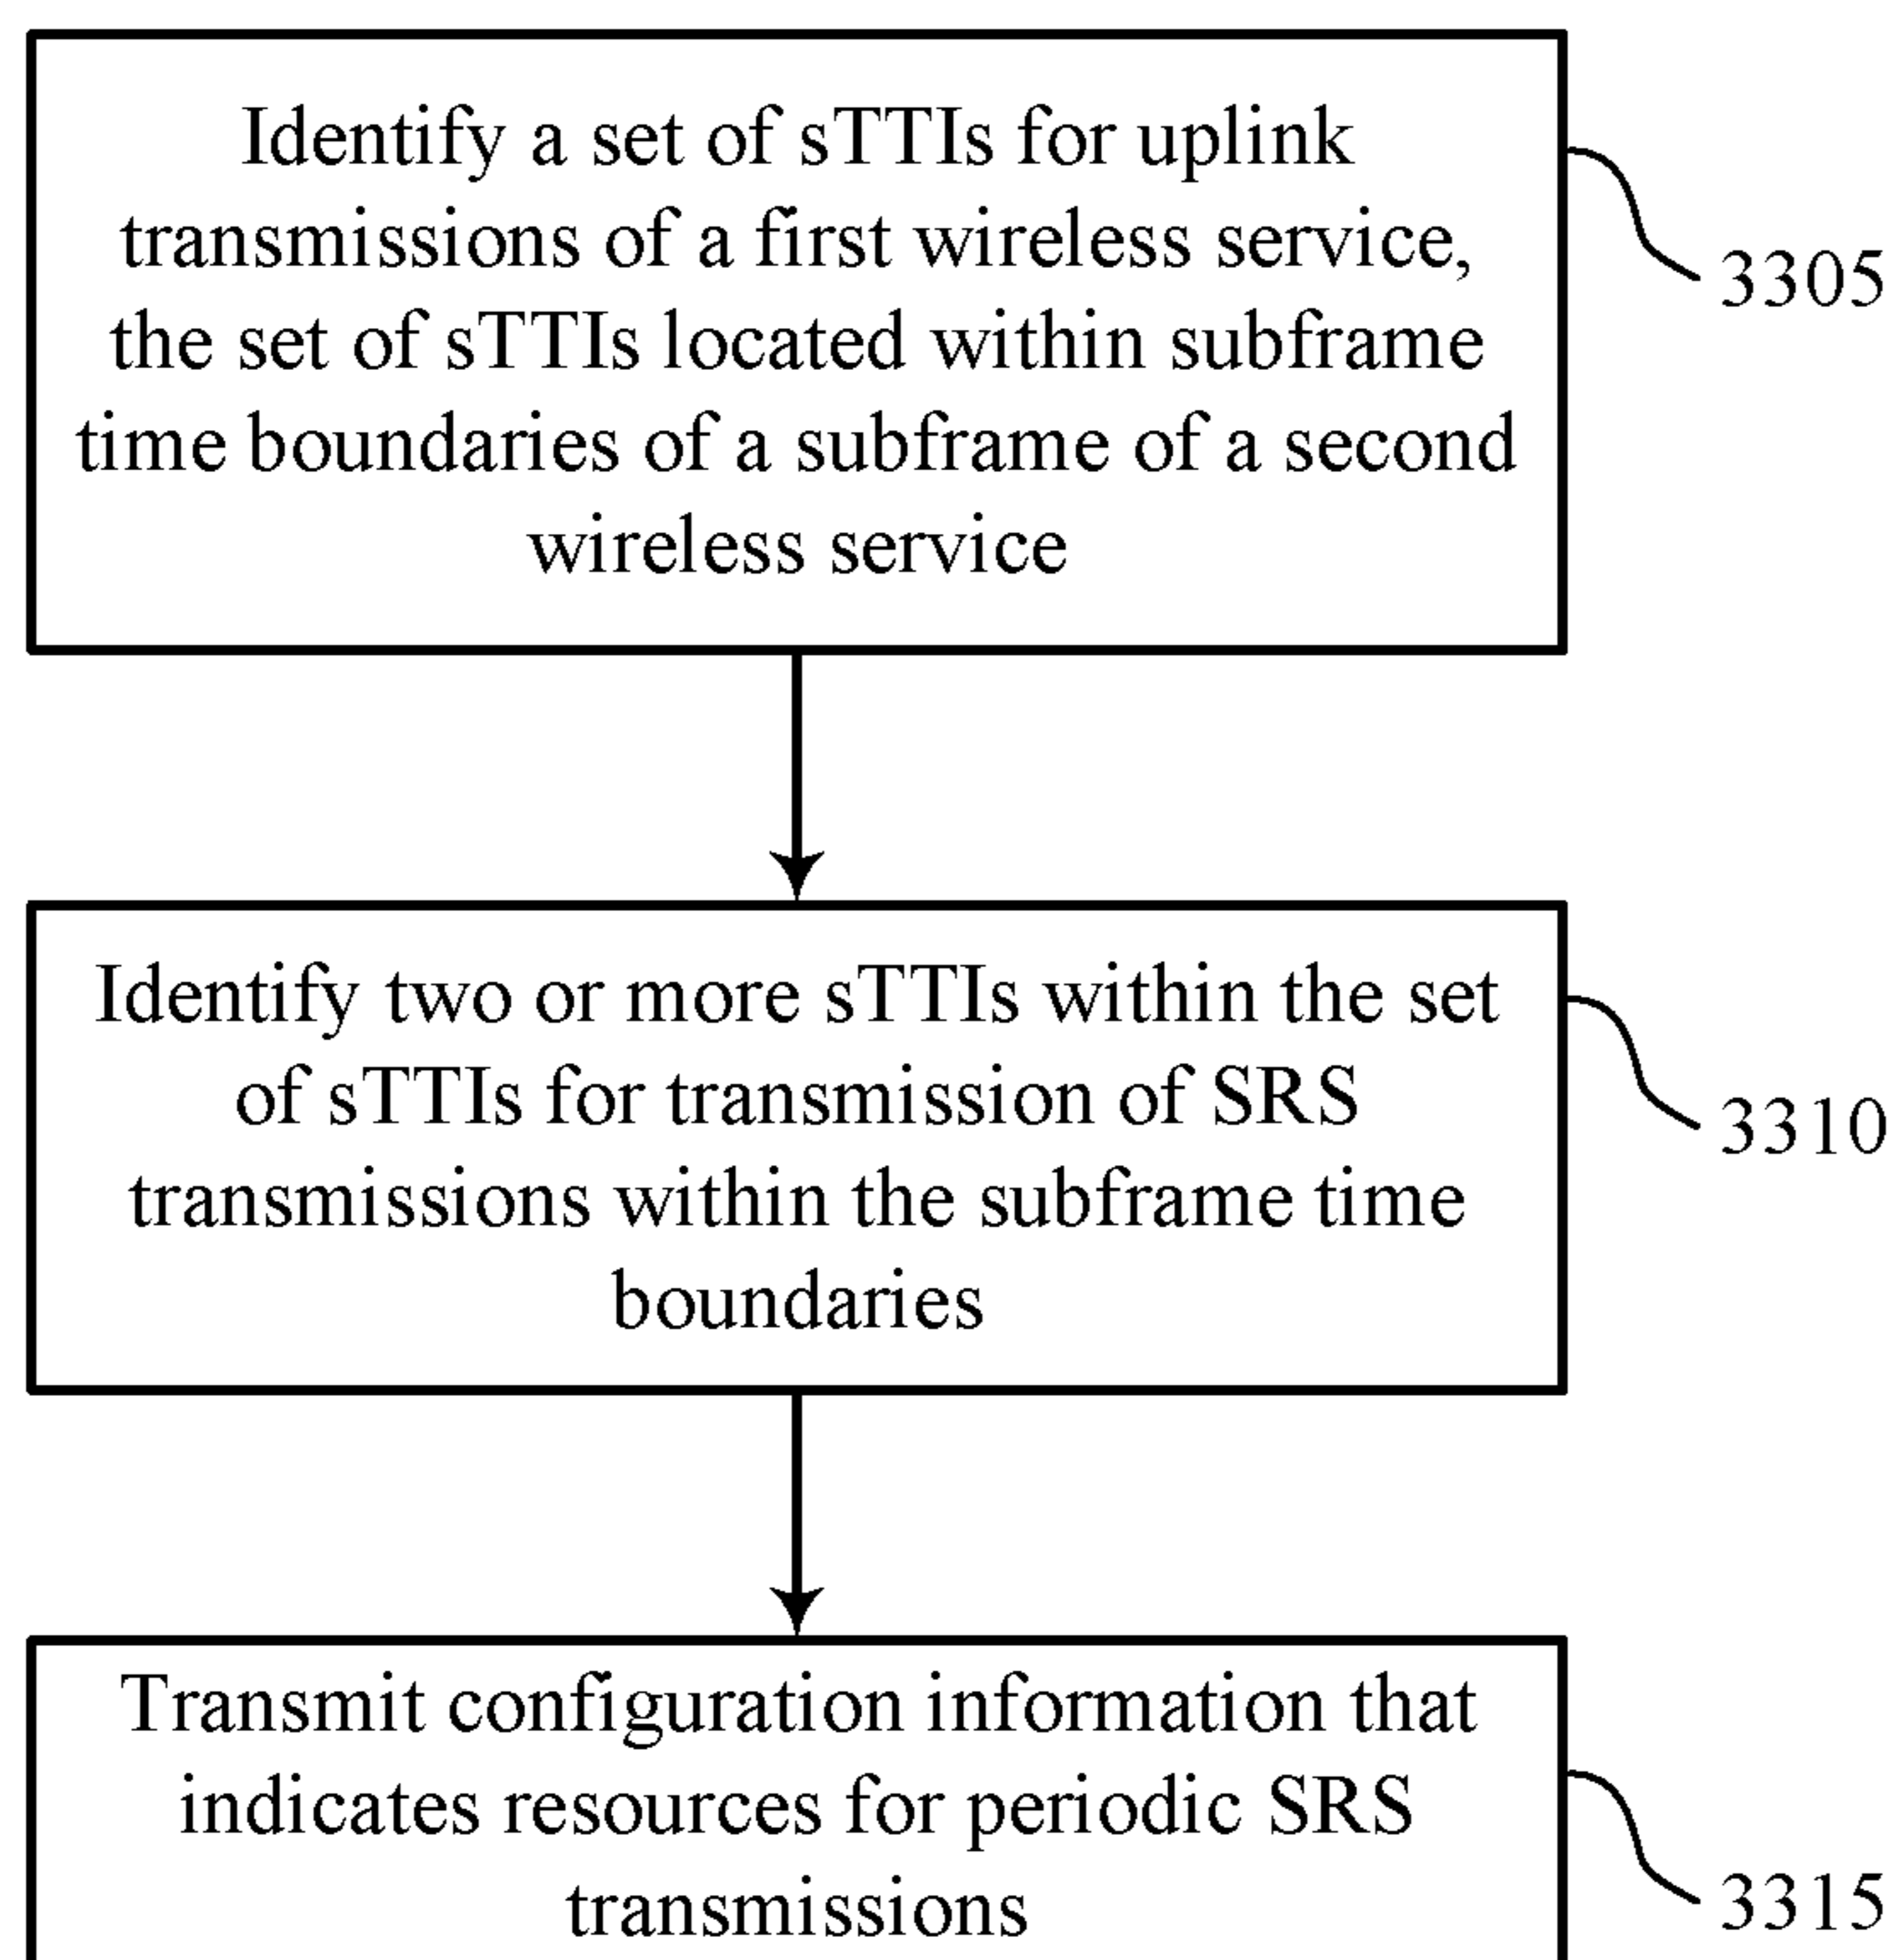 Identify a set of sTTIs for uplink
transmissions of a first wireless service,
the set of sTTIs located within subframe
time boundaries of a subframe of a second
wireless service
3305
Identify two or more sTTIs within the set
of sTTIs for transmission of SRS
transmissions within the subframe time
boundaries
3310
Transmit configuration information that
indicates resources for periodic SRS
transmissions
3315